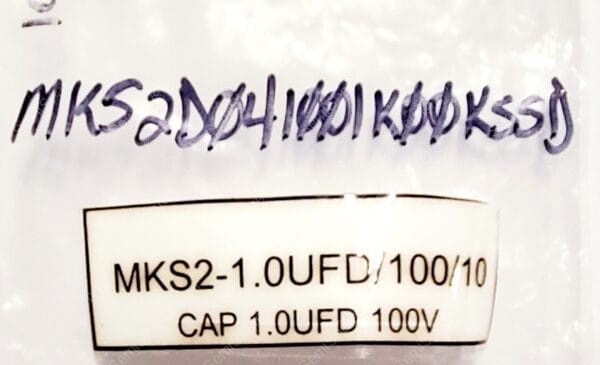 MKS2D041001K00KSSD
MKS2-1.0UFD/100/10
CAP 1.0UFD 100V